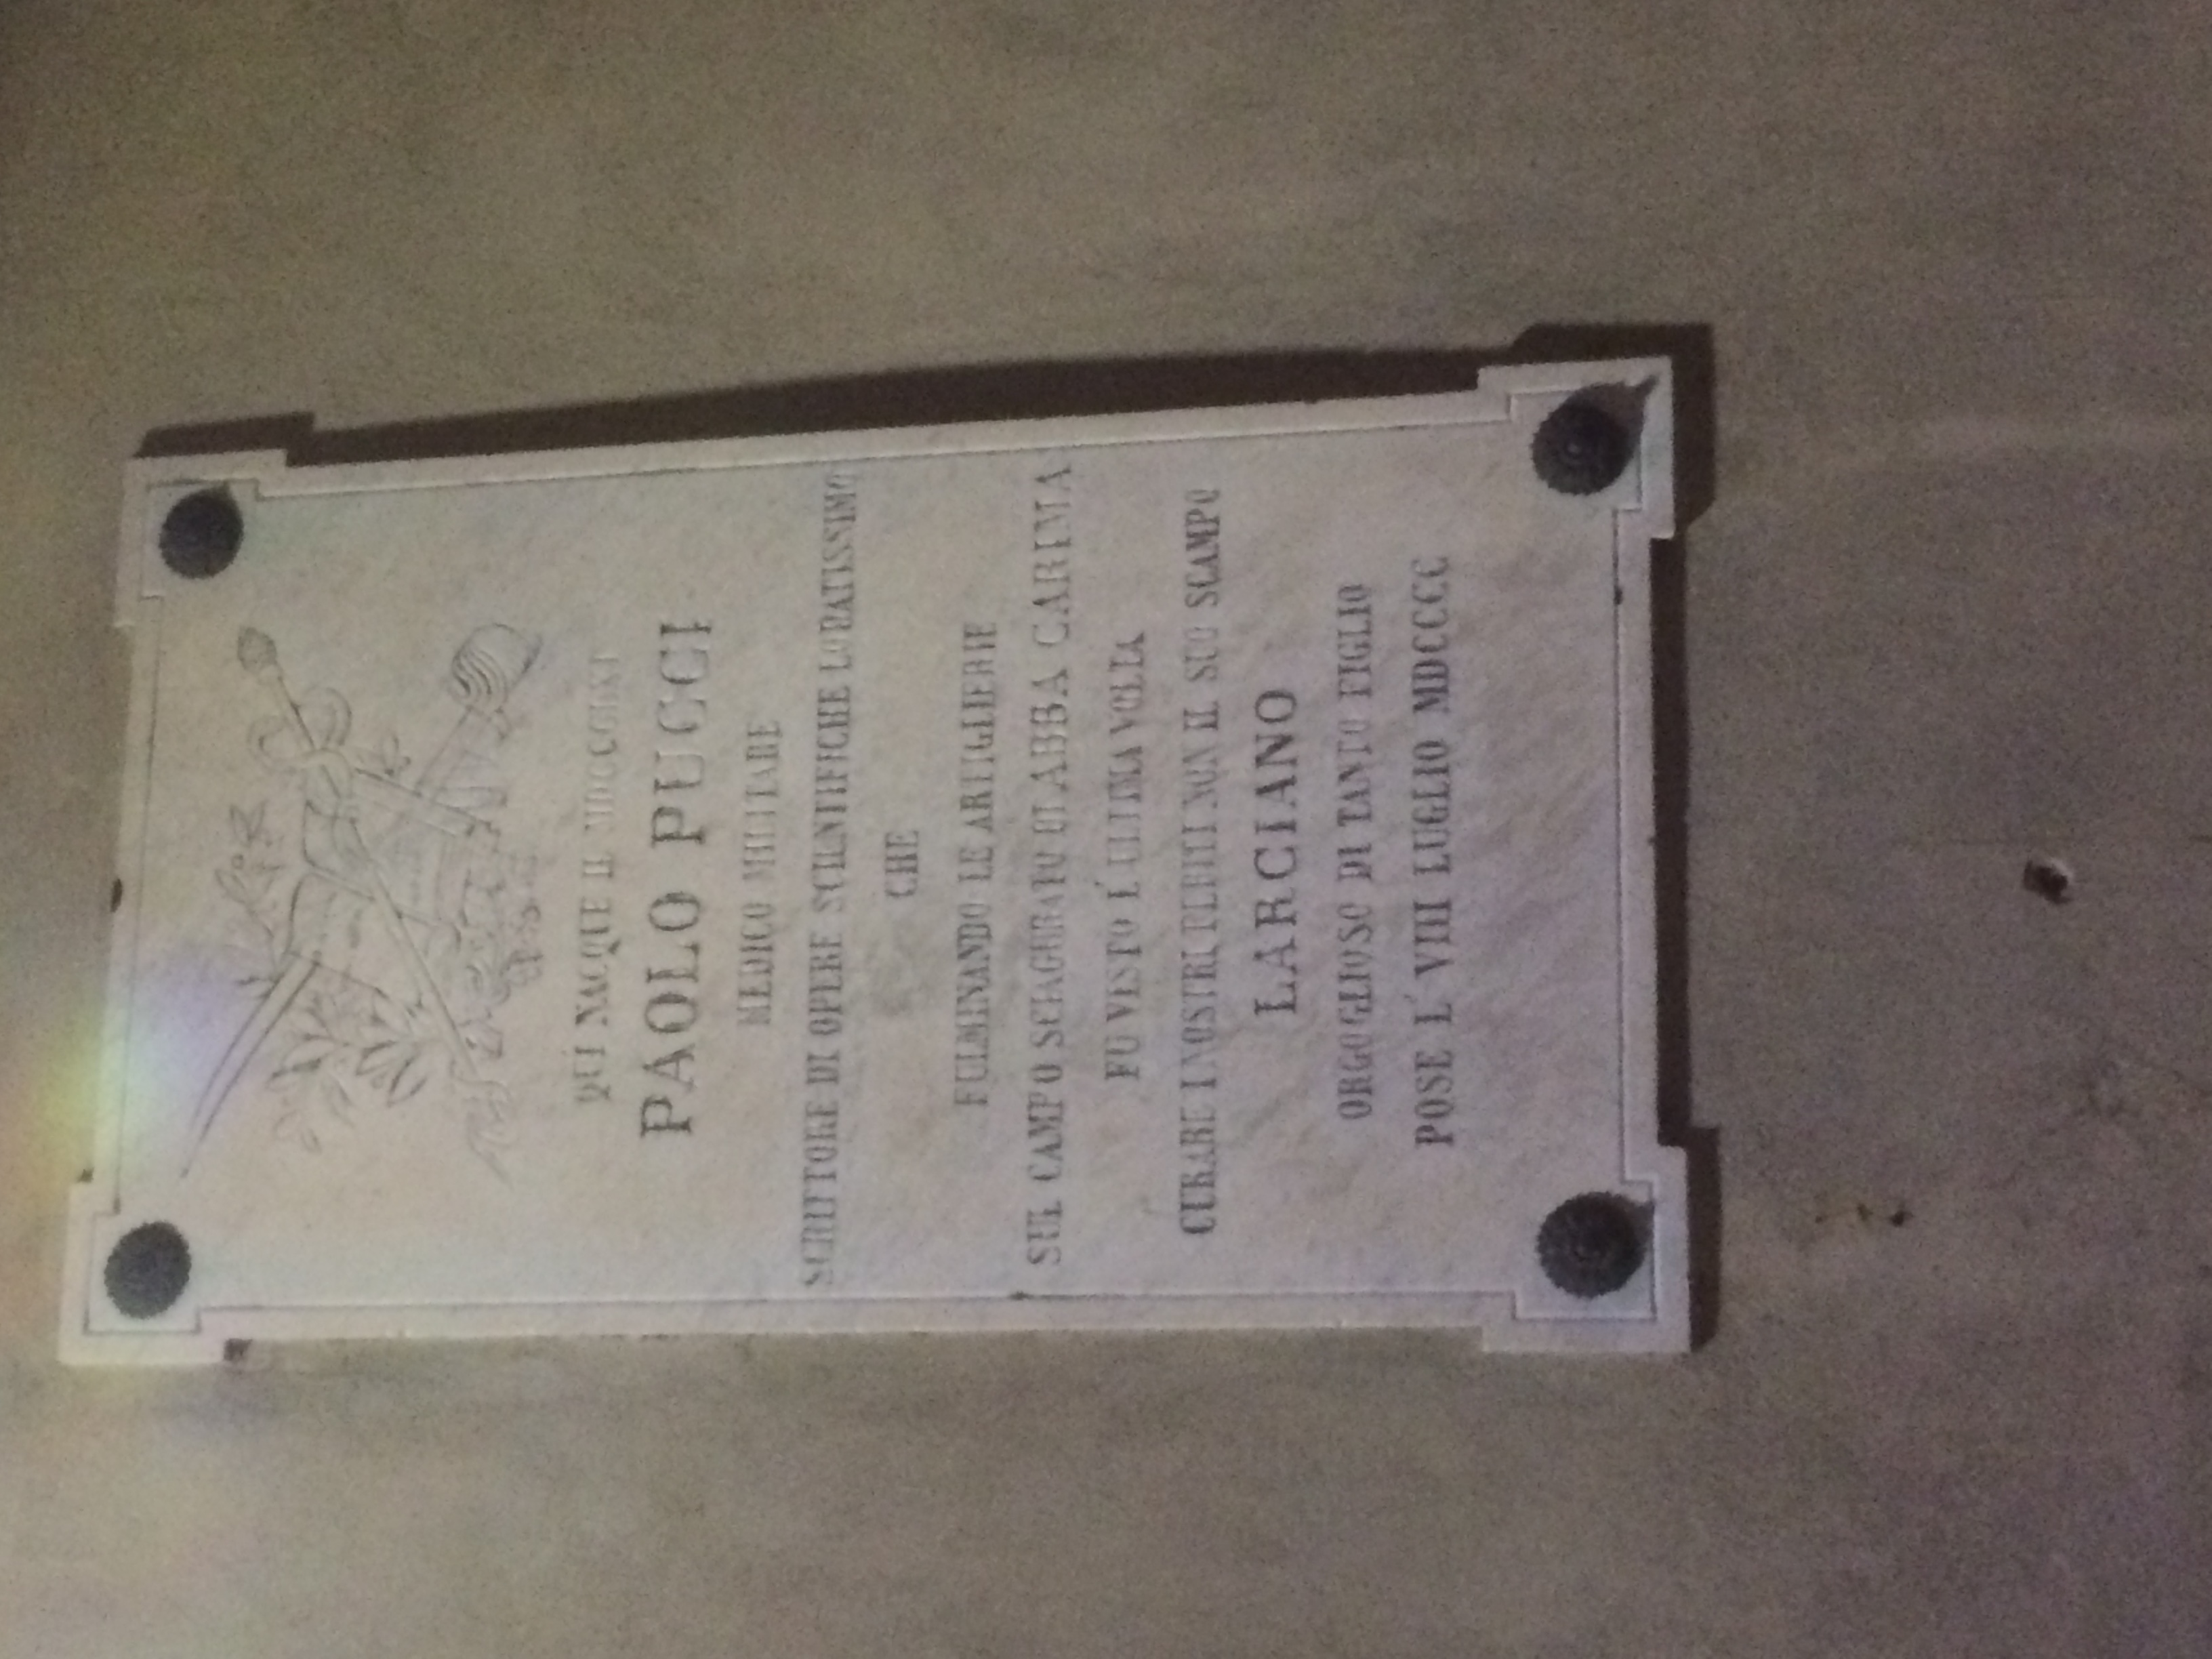 QUI NACQUE IL
PAOLO PUCCI
MEDICO MILITARE
SCRITTORE DI OPERE SCIENTIFICHE LODATISSIMO
CHE
FULMINANDO LE ARTIGLIERIE
SUL CAMPO SCIAGURATO DI ABBA CARIMA
FU VISTO L'ULTIMA VOLTA
CURARE I NOSTRI FERITI NON IL SUO SCAMPO
LARCIANO
ORGOGLIOSO DI TANTO FIGLIO
POSE L'VIII LUGLIO MDCCCC